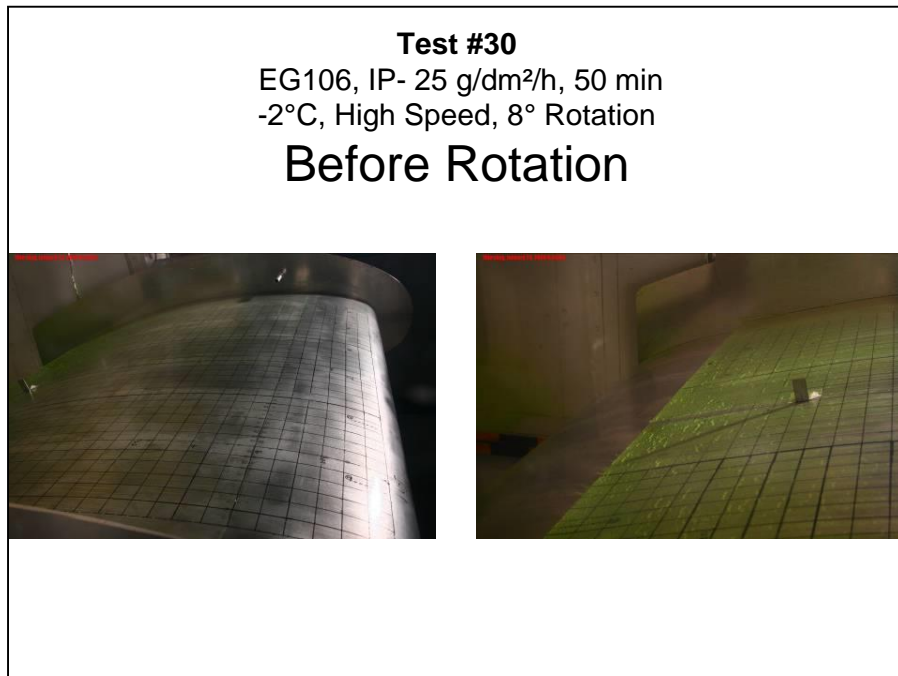 Test #30
EG106, IP- 25 g/dm²/h, 50 min
-2°C, High Speed, 8° Rotation
Before Rotation